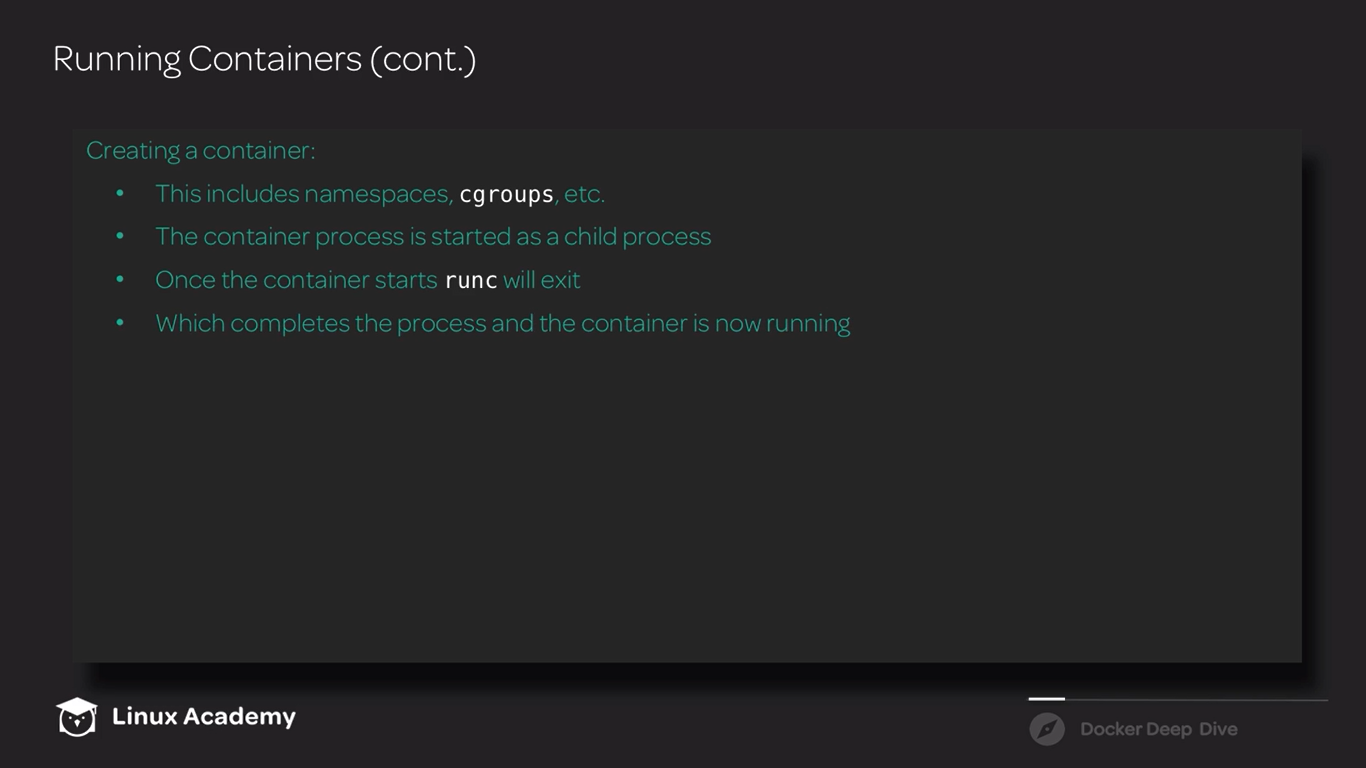 Running Containers (cont.)
Creating a container:
• This includes namespaces, cgroups, etc.
• The container process is started as a child process
• Once the container starts runc will exit
• Which completes the process and the container is now running
Linux Academy
Docker Deep Dive